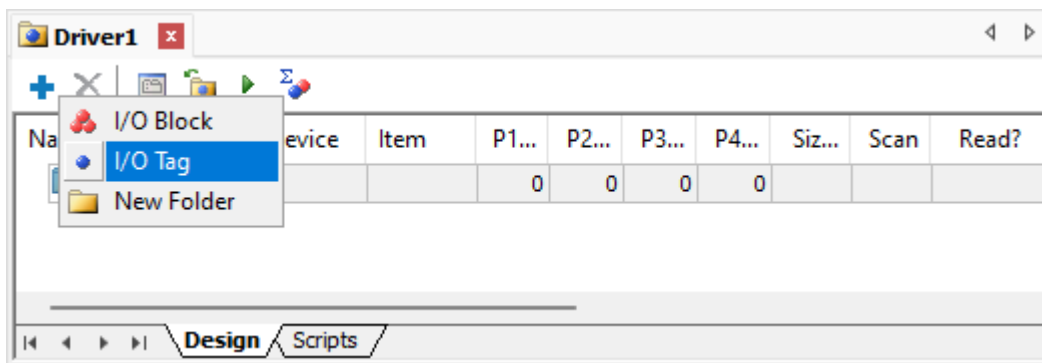 Driver1
I/O Block
I/O Tag
New Folder
Na evice Item P1... P2... P3... P4... Siz... Scan Read?
0 0 0 0
Design Scripts